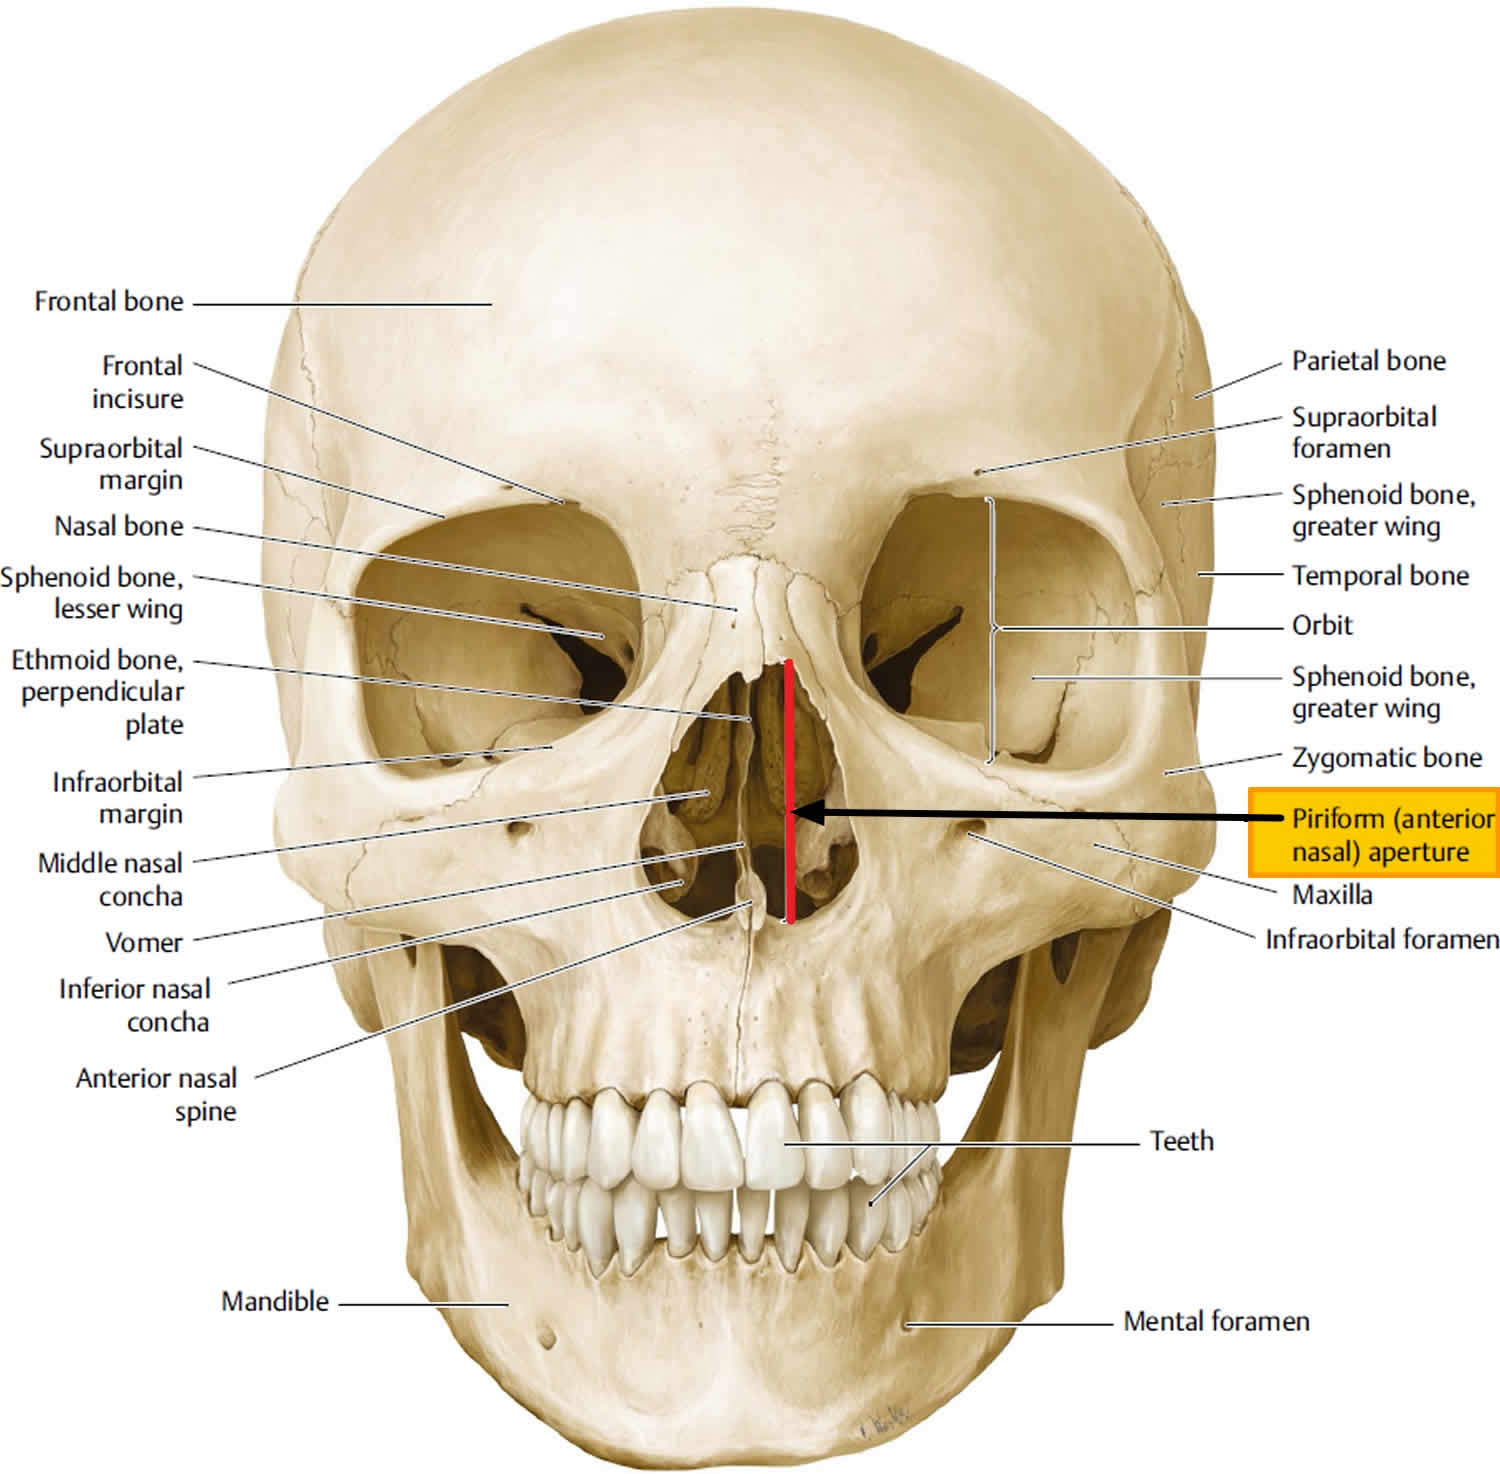 Frontal bone
Frontal
incisure
Supraorbital
margin
Nasal bone
Sphenoid bone,
lesser wing
Ethmoid bone,
perpendicular
plate
Infraorbital
margin
Middle nasal
concha
Vomer
Inferior nasal
concha
Anterior nasal
spine
Mandible
Parietal bone
Supraorbital
foramen
Sphenoid bone,
greater wing
Temporal bone
Orbit
Sphenoid bone,
greater wing
Zygomatic bone
Piriform (anterior
nasal) aperture
Maxilla
Infraorbital foramen
Teeth
Mental foramen